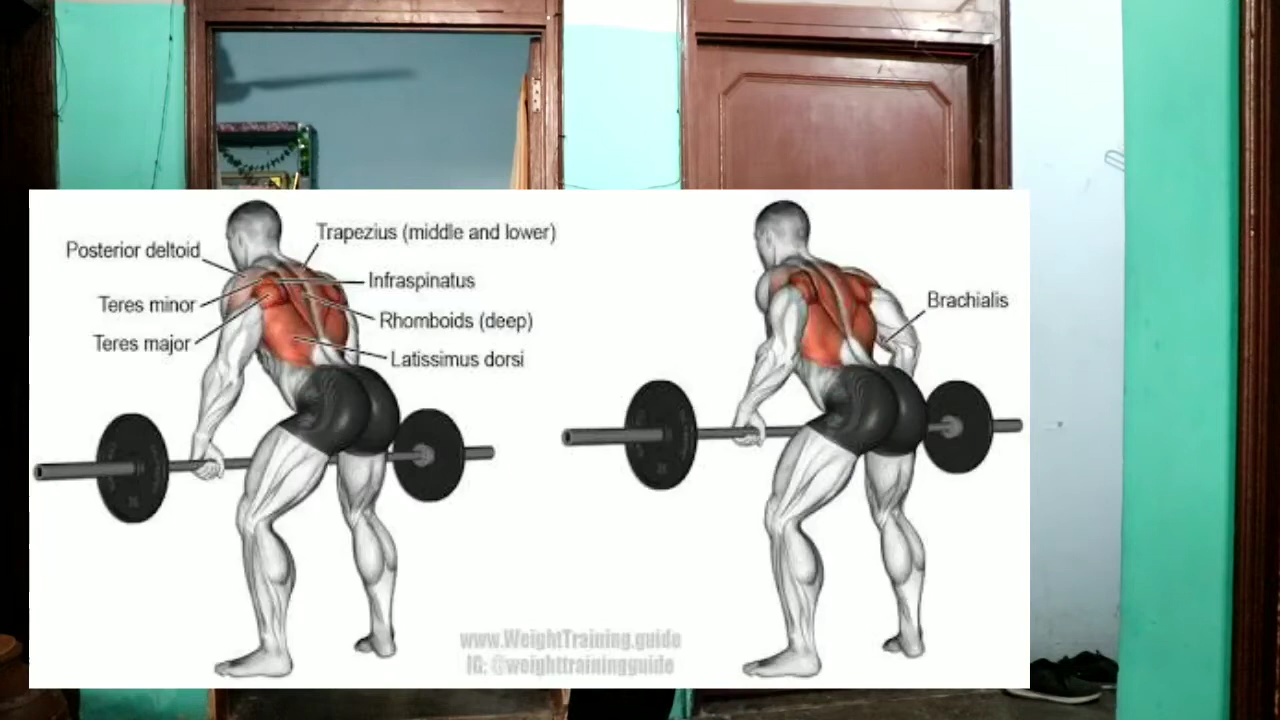 Trapezius (middle and lower)
Posterior deltoid
Infraspinatus
Teres minor
Rhomboids (deep)
Teres major
Latissimus dorsi
Brachialis
www.WeightTraining.guide
IG: @weighttrainingguide